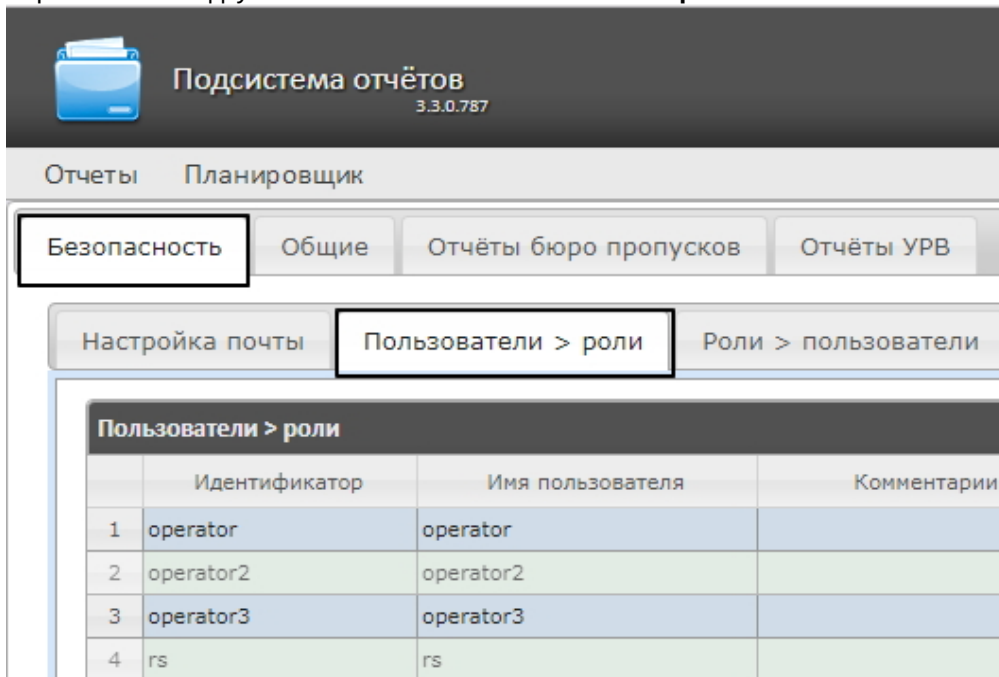 Подсистема отчётов
3.3.0.787
Отчеты Планировщик
Безопасность Общие Отчёты бюро пропусков Отчёты УРВ
Настройка почты Пользователи > роли Роли > пользователи
Пользователи > роли
Идентификатор Имя пользователя Комментарии
1 operator operator
2 operator2 operator2
3 operator3 operator3
4 rs rs